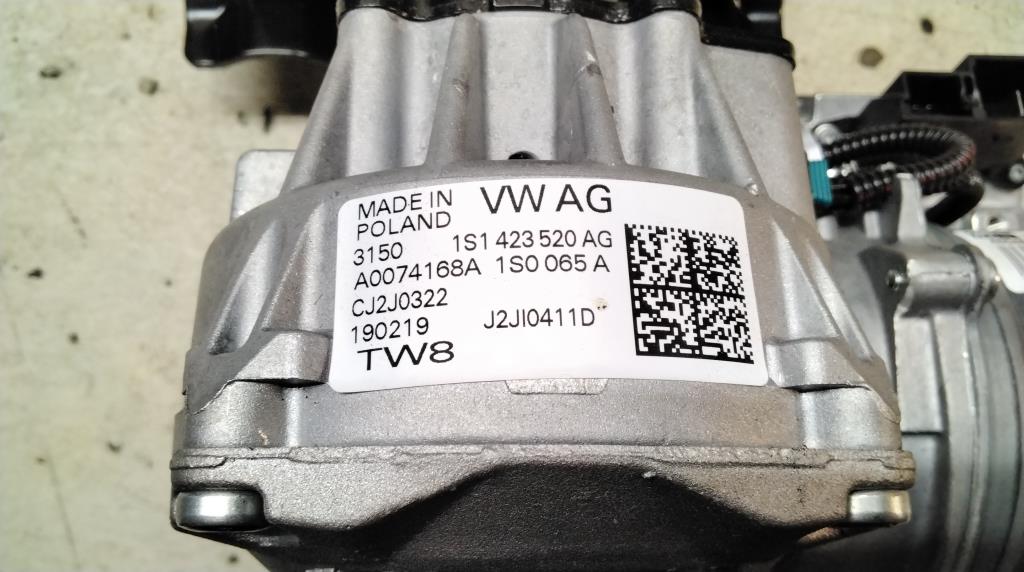 MADE IN VW AG
POLAND
3150 1S1 423 520 AG
A0074168A 1S0 065 A
CJ2J0322
190219 J2JI0411D
TW8